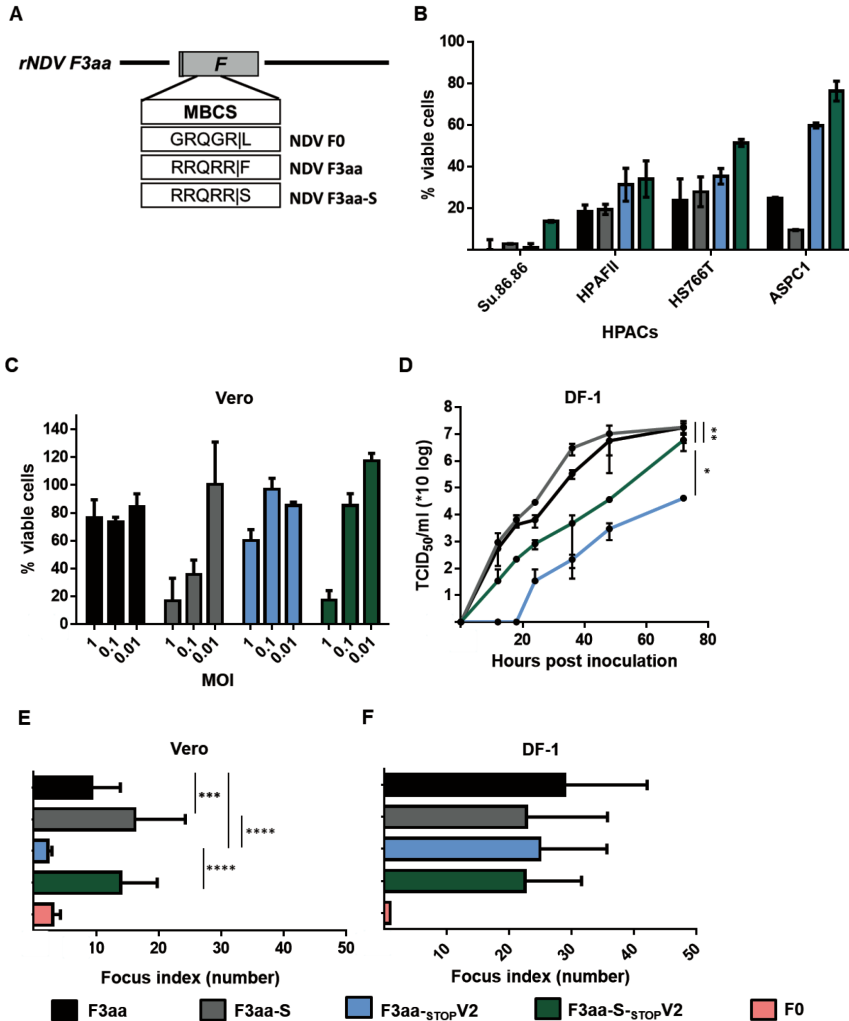 A
rNDV F3aa
F
MBCS
GRQGR|L NDV F0
RRQRR|F NDV F3aa
RRQRR|S NDV F3aa-S
B
% viable cells
100
80
60
40
20
Su.86.86 HPAFII HS766T ASPC1
HPACs
C
Vero
% viable cells
140
120
100
80
60
40
20
0
1 0.1 0.01 1 0.1 0.01 1 0.1 0.01 1 0.1 0.01
MOI
D
DF-1
TCID50/ml (*10 log)
8
7
6
5
4
3
2
1
**
*
20 40 60 80
Hours post inoculation
E
Vero
***
****
****
10 20 30 40 50
Focus index (number)
F
DF-1
10 20 30 40 50
Focus index (number)
F3aa F3aa-S F3aa-STOPV2 F3aa-S-STOPV2 F0